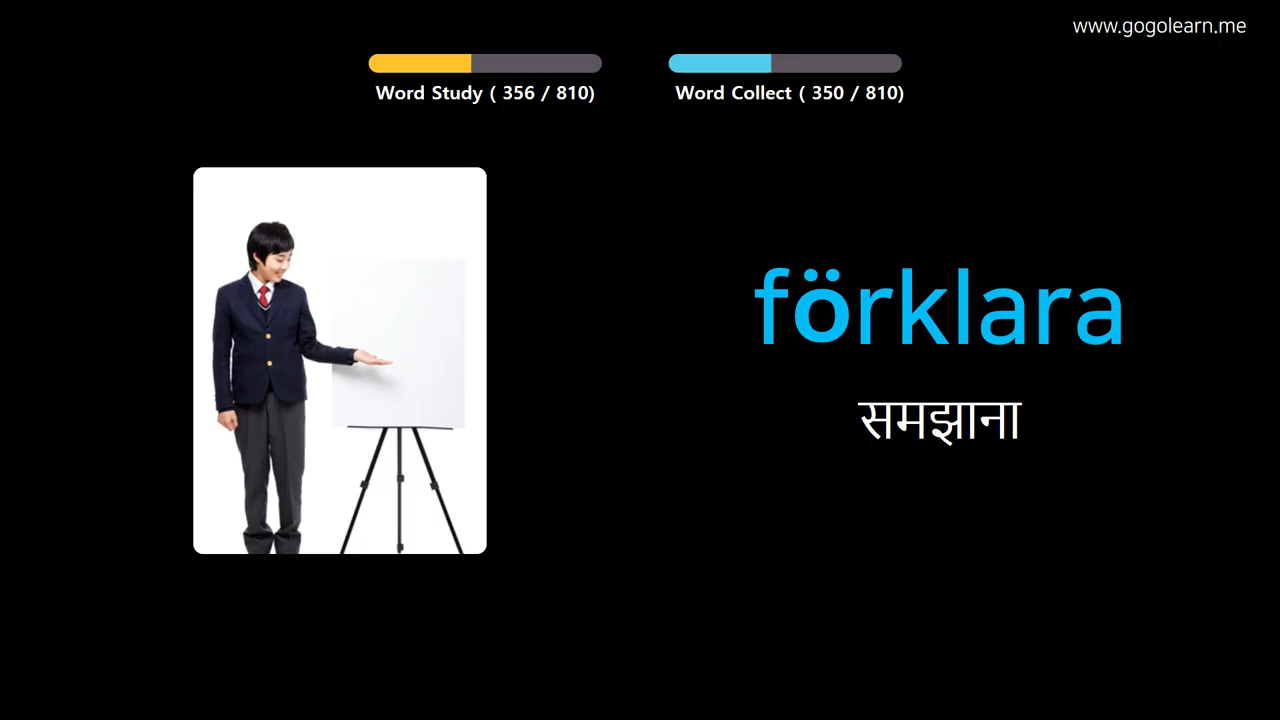 www.gogolearn.me
Word Study ( 356 / 810)
Word Collect ( 350 / 810)
förklara
समझाना